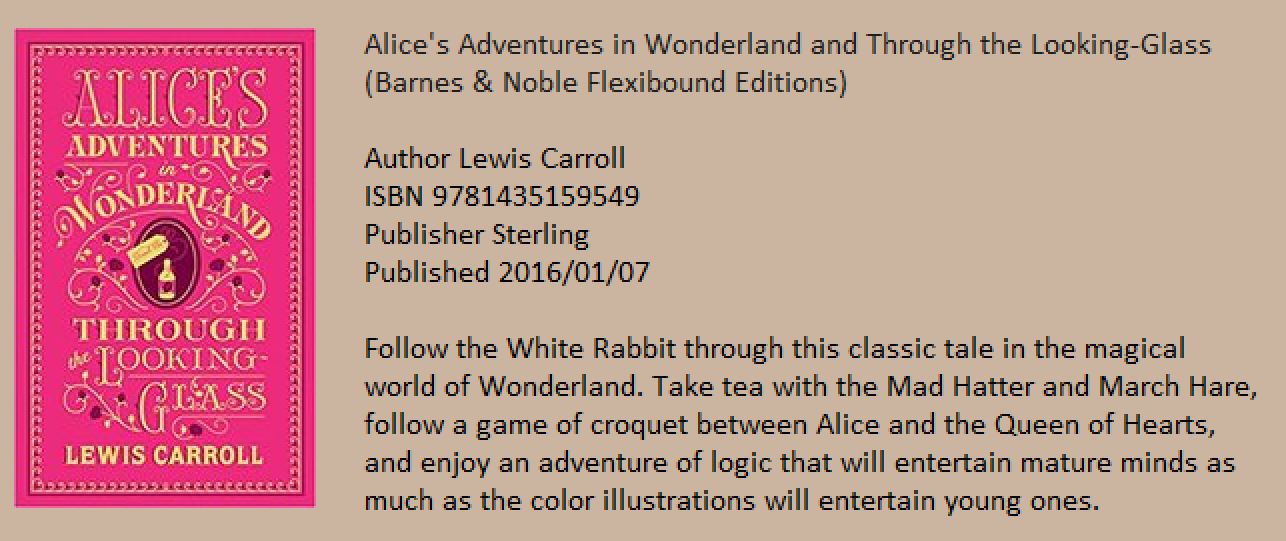 ALICE'S
ADVENTURES
in
WONDERLAND
THROUGH
the LOOKING-
GLASS
LEWIS CARROLL
Alice's Adventures in Wonderland and Through the Looking-Glass
(Barnes & Noble Flexibound Editions)
Author Lewis Carroll
ISBN 9781435159549
Publisher Sterling
Published 2016/01/07
Follow the White Rabbit through this classic tale in the magical
world of Wonderland. Take tea with the Mad Hatter and March Hare,
follow a game of croquet between Alice and the Queen of Hearts,
and enjoy an adventure of logic that will entertain mature minds as
much as the color illustrations will entertain young ones.